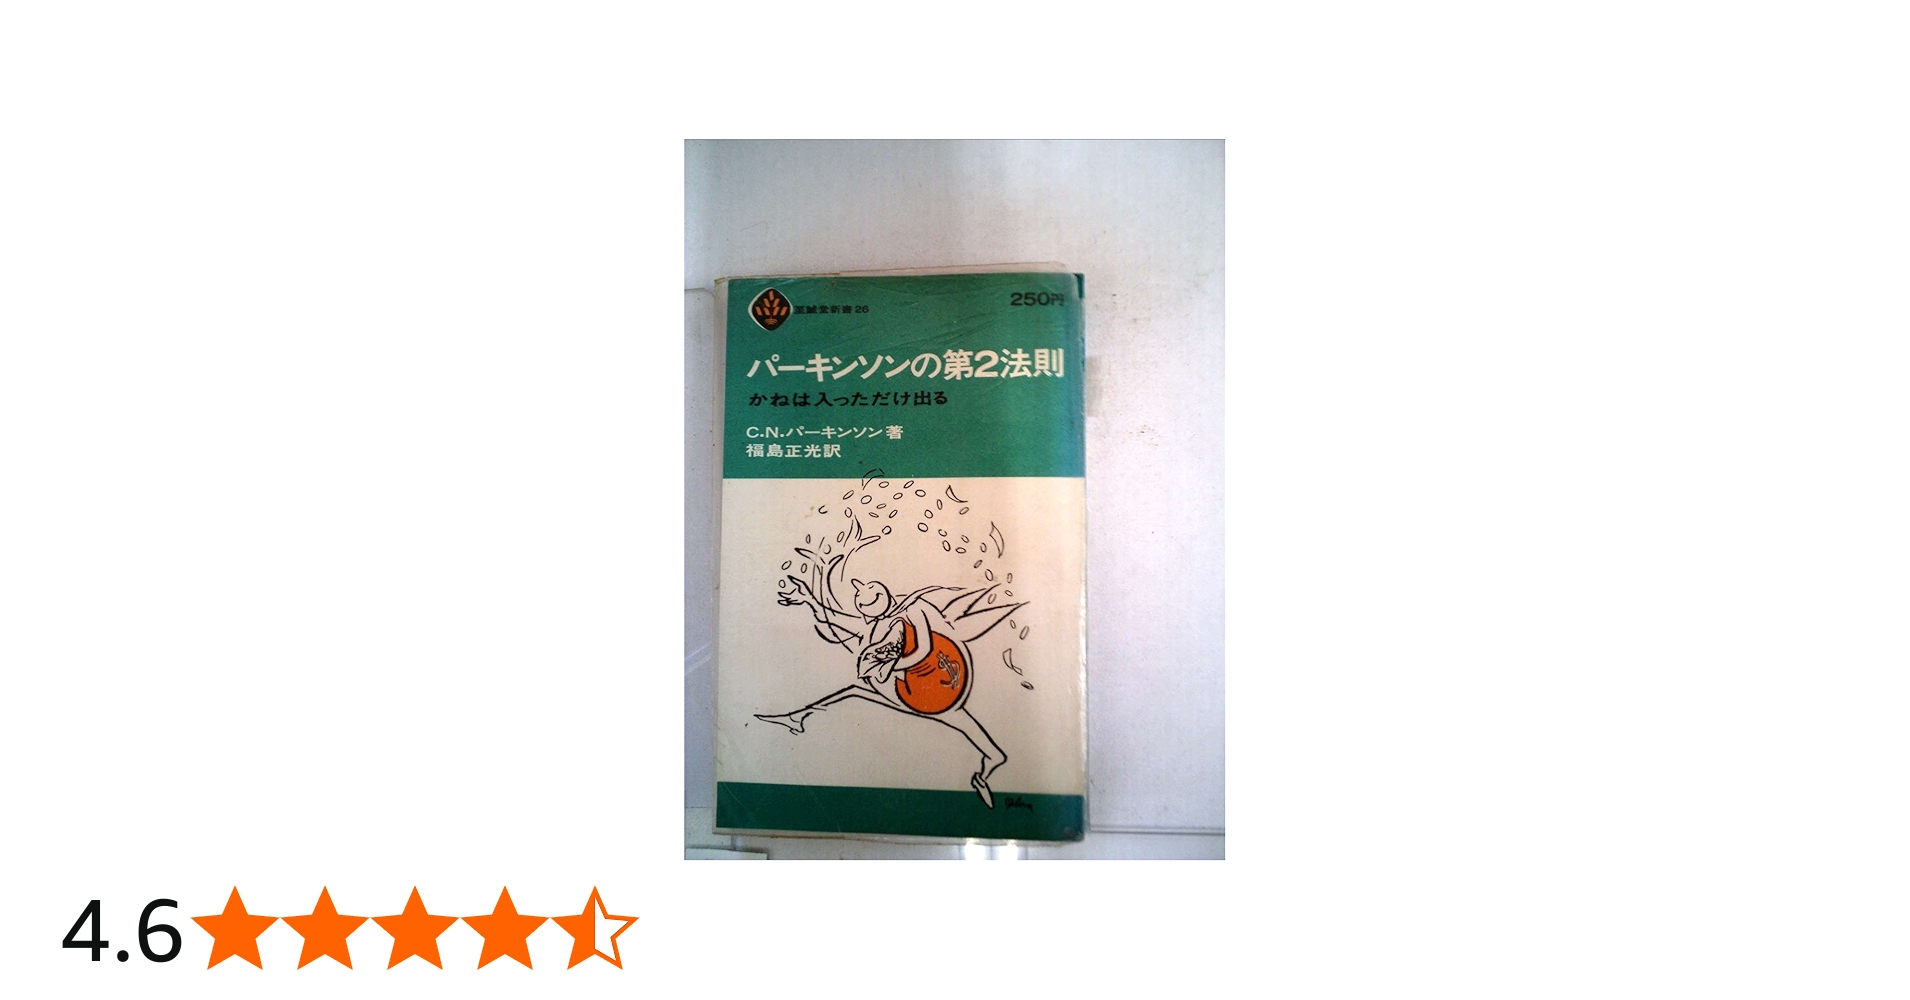 至誠堂新書 26
250円
パーキンソンの第2法則
かねは入っただけ出る
C.N.パーキンソン著
福島正光訳
4.6